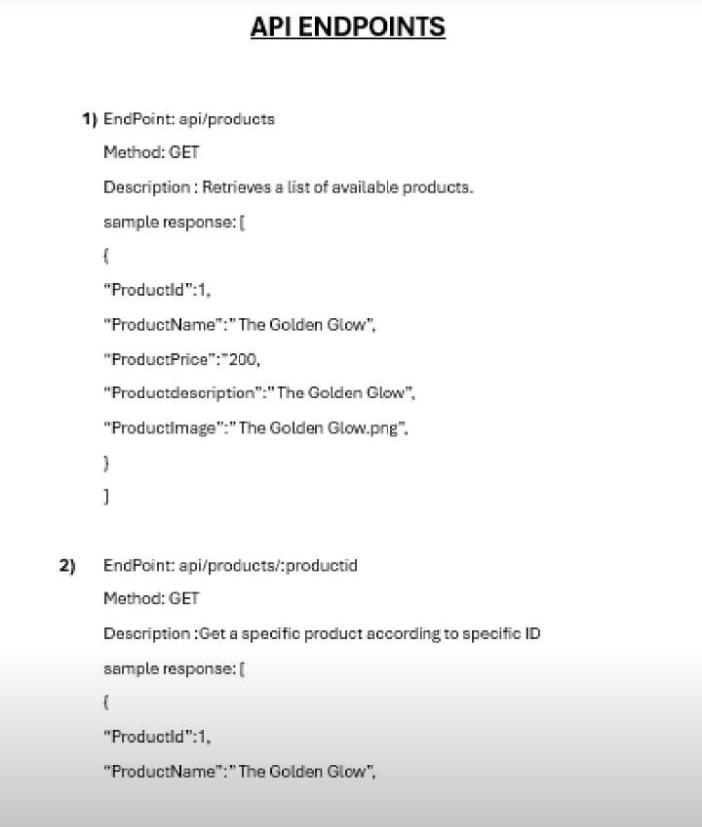 API ENDPOINTS
1) EndPoint: api/products
Method: GET
Description : Retrieves a list of available products.
sample response: [
{
“ProductId”:1,
“ProductName”:” The Golden Glow”,
“ProductPrice”:”200,
“Productdescription”:” The Golden Glow”,
“ProductImage”:” The Golden Glow.png”,
}
]
2) EndPoint: api/products/:productid
Method: GET
Description :Get a specific product according to specific ID
sample response: [
{
“ProductId”:1,
“ProductName”:” The Golden Glow”,